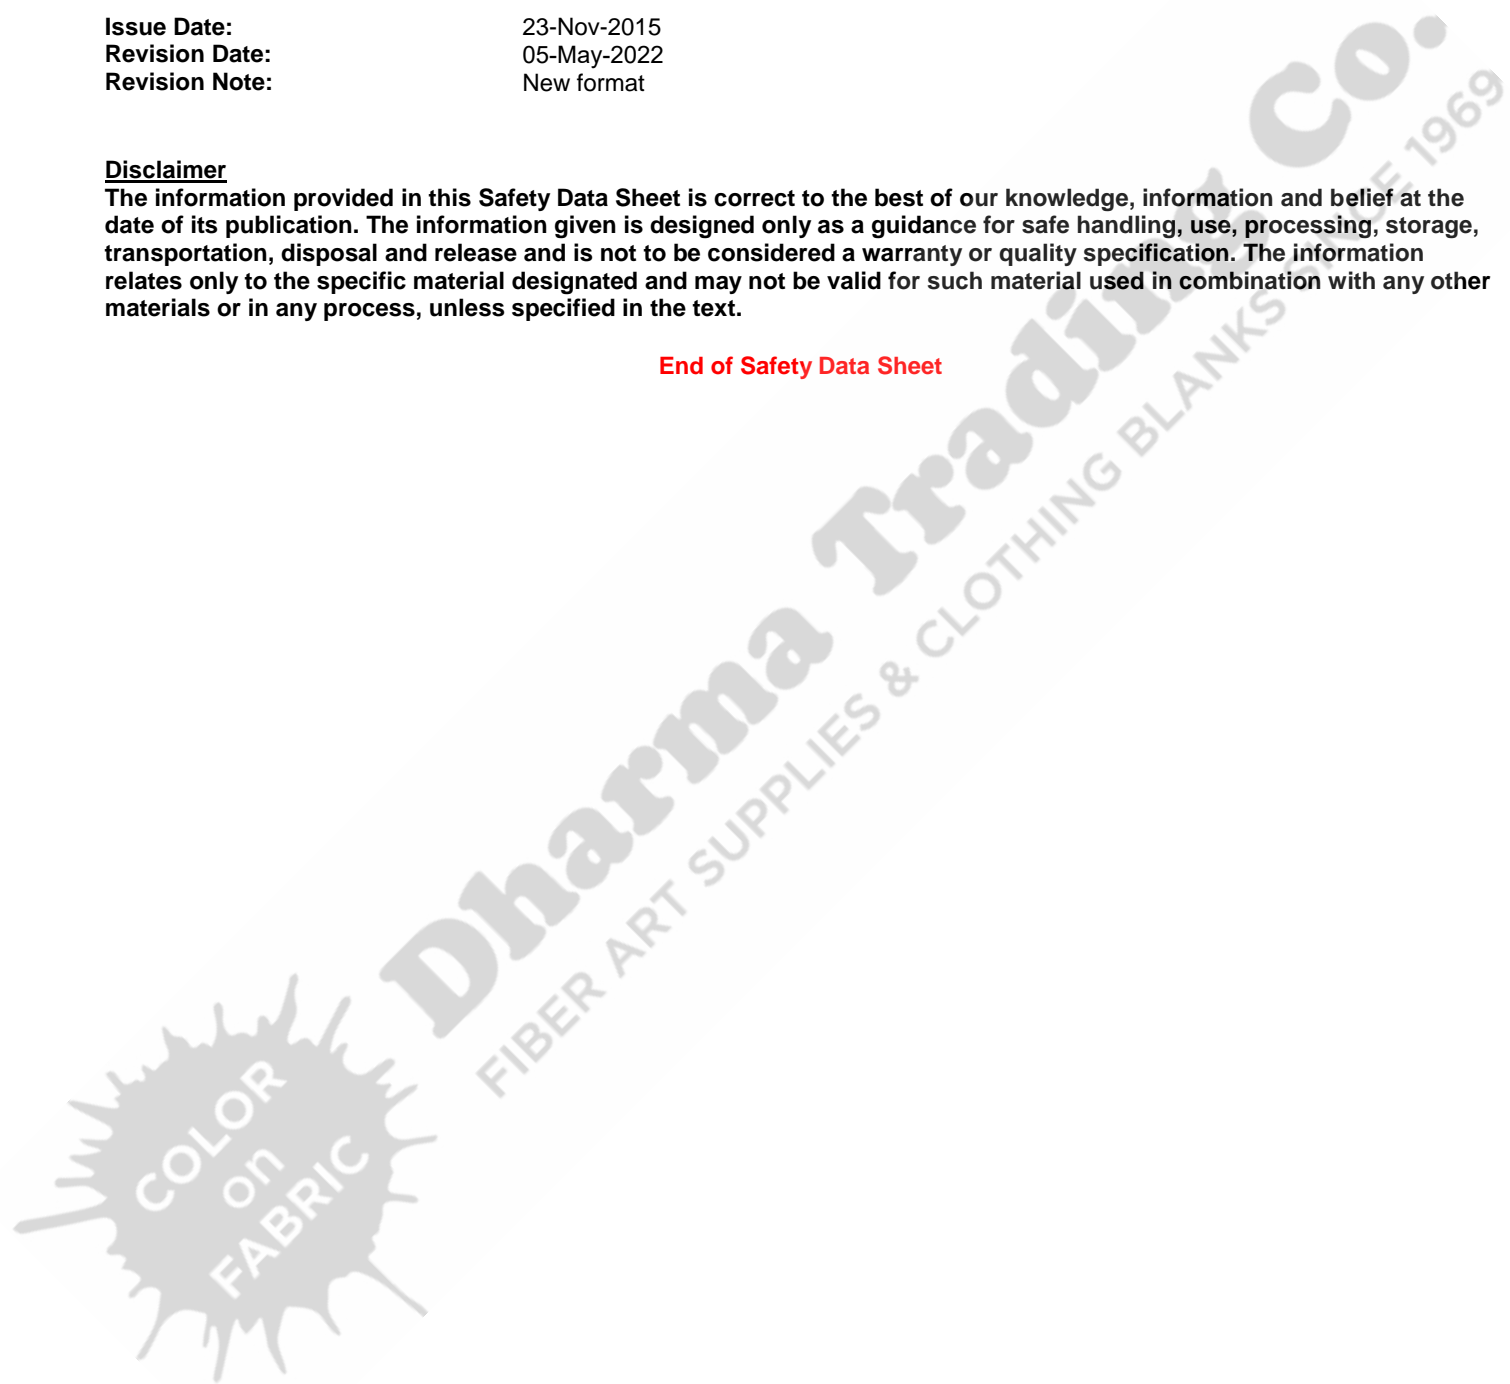 Issue Date: 23-Nov-2015
Revision Date: 05-May-2022
Revision Note: New format
Disclaimer
The information provided in this Safety Data Sheet is correct to the best of our knowledge, information and belief at the
date of its publication. The information given is designed only as a guidance for safe handling, use, processing, storage,
transportation, disposal and release and is not to be considered a warranty or quality specification. The information
relates only to the specific material designated and may not be valid for such material used in combination with any other
materials or in any process, unless specified in the text.
End of Safety Data Sheet
Dharma Trading Co.
FIBER ART SUPPLIES & CLOTHING BLANKS SINCE 1969
COLOR
on
FABRIC